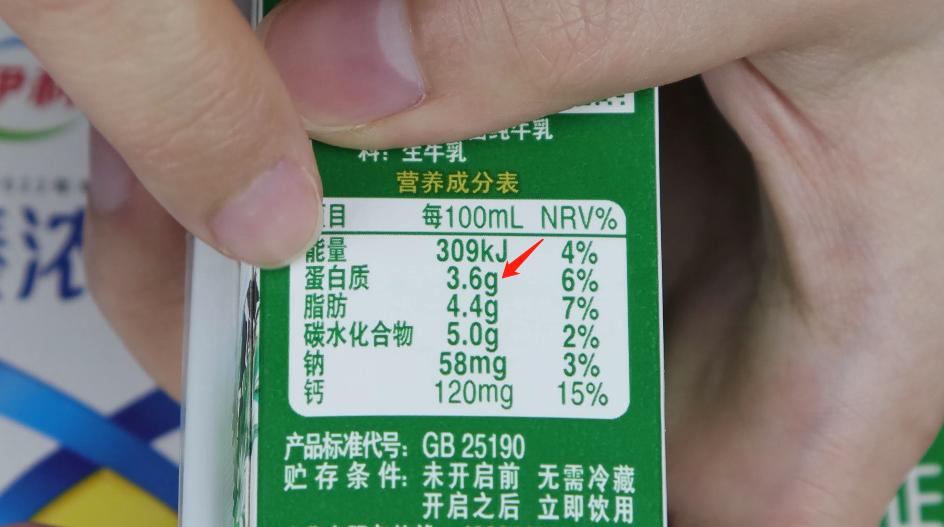 纯牛乳
料：生牛乳
营养成分表
目 每100mL NRV%
能量 309kJ 4%
蛋白质 3.6g 6%
脂肪 4.4g 7%
碳水化合物 5.0g 2%
钠 58mg 3%
钙 120mg 15%
产品标准代号：GB 25190
贮存条件：未开启前 无需冷藏
开启之后 立即饮用
浓